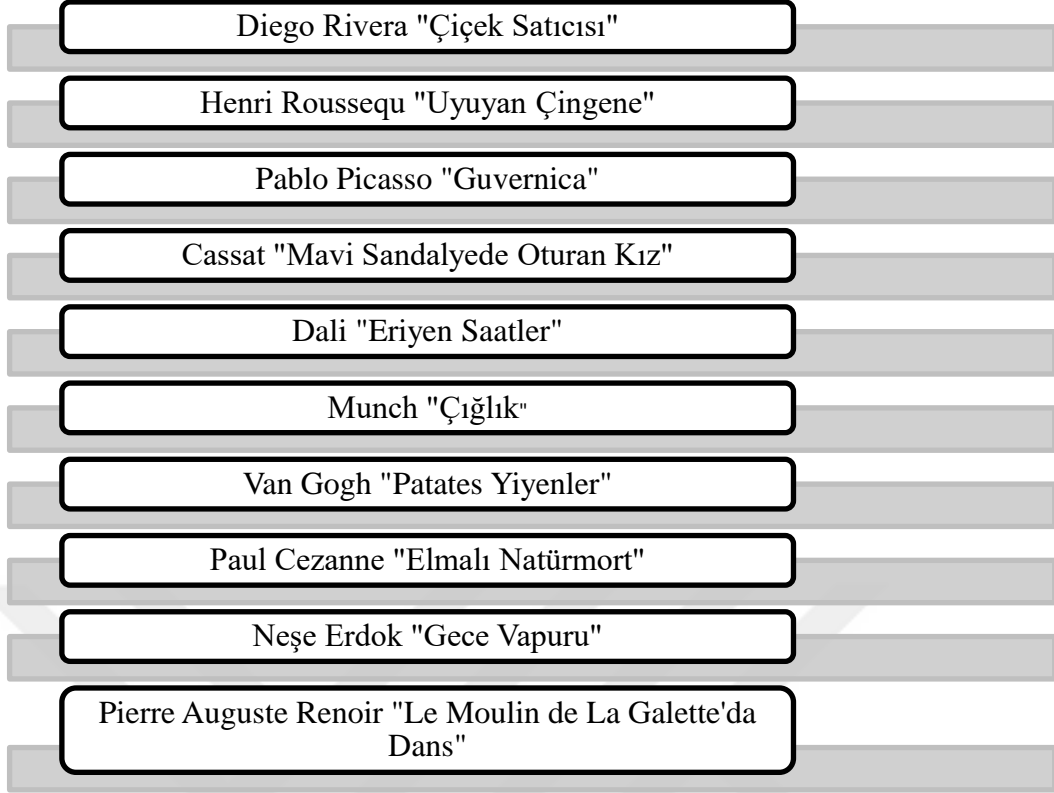 Diego Rivera "Çiçek Satıcısı"
Henri Roussequ "Uyuyan Çingene"
Pablo Picasso "Guvernica"
Cassat "Mavi Sandalyede Oturan Kız"
Dali "Eriyen Saatler"
Munch "Çığlık"
Van Gogh "Patates Yiyenler"
Paul Cezanne "Elmalı Natürmort"
Neşe Erdok "Gece Vapuru"
Pierre Auguste Renoir "Le Moulin de La Galette'da
Dans"